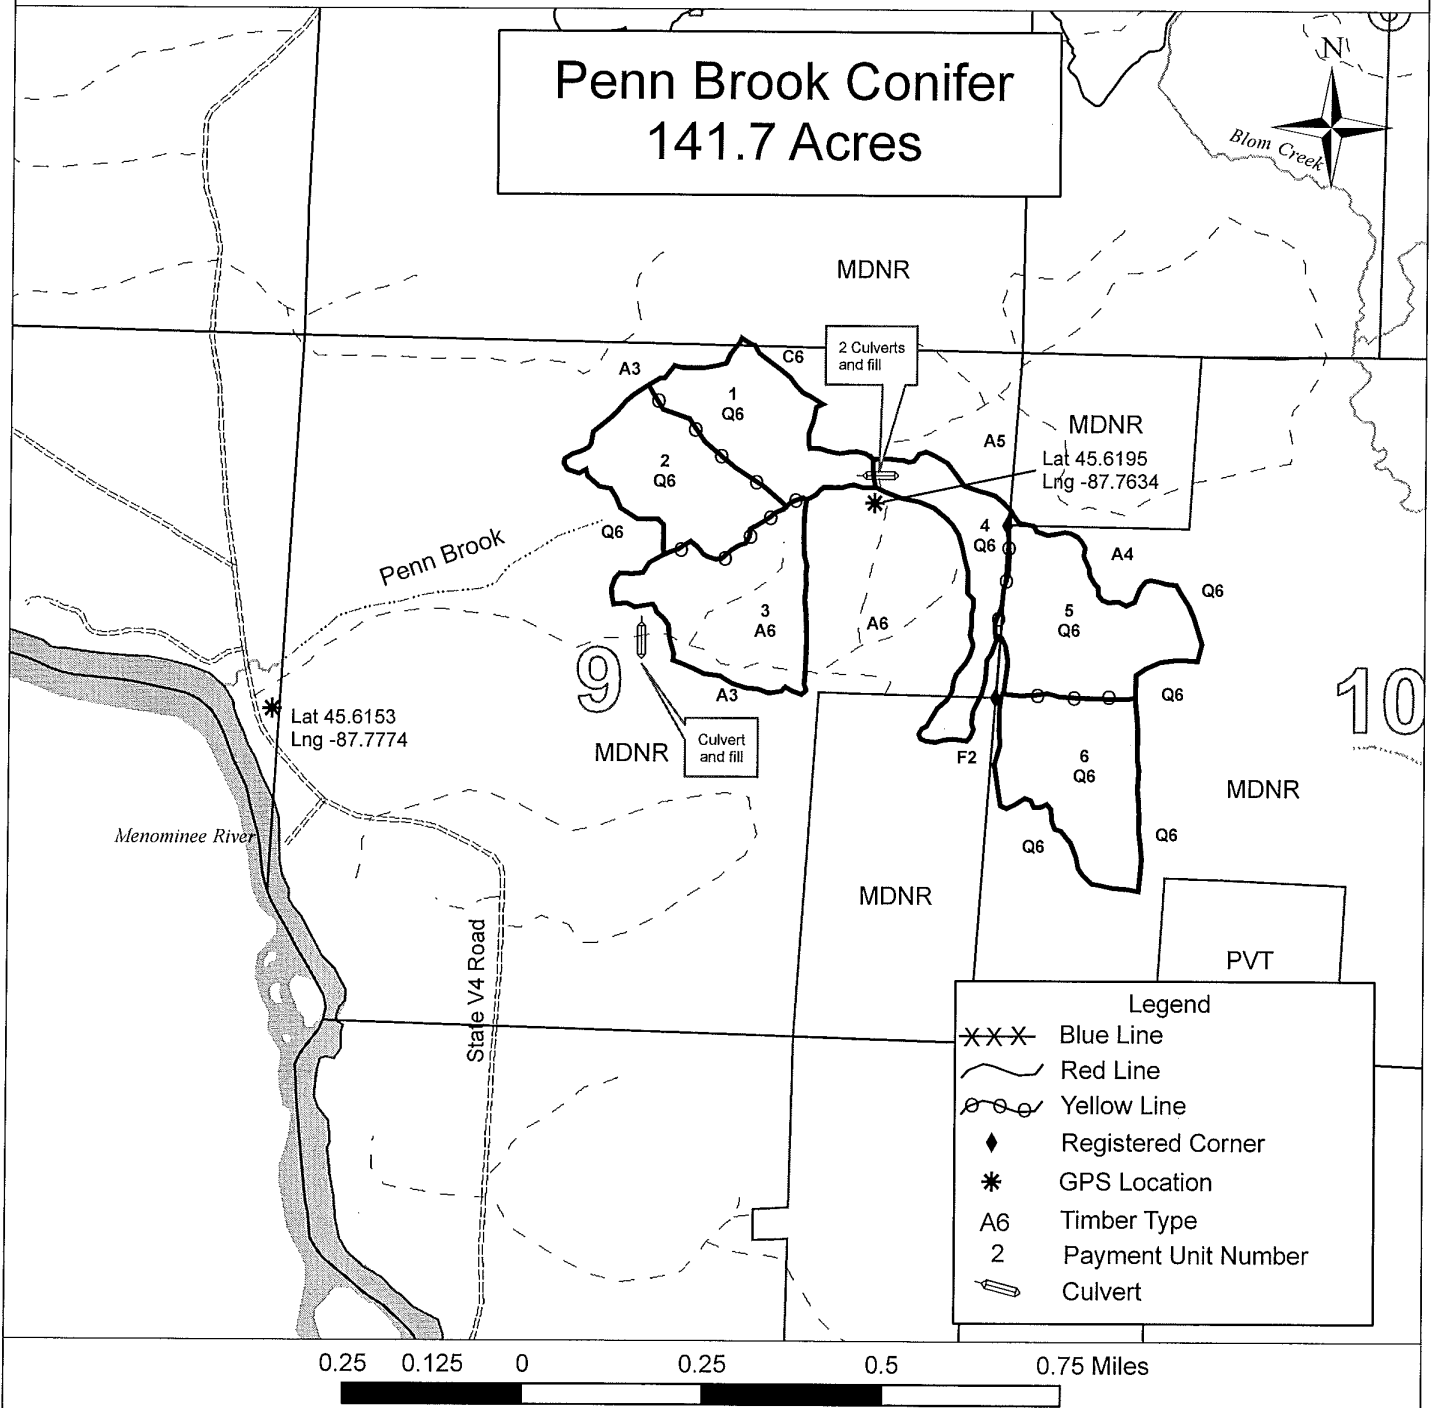 Penn Brook Conifer
141.7 Acres
N
Blom Creek
MDNR
2 Culverts
and fill
A3
C6
1
Q6
A5
MDNR
Lat 45.6195
Lng -87.7634
2
Q6
Q6
4
Q6
A4
Q6
Penn Brook
3
A6
A6
5
Q6
9
10
A3
Q6
Lat 45.6153
Lng -87.7774
MDNR
Culvert
and fill
F2
6
Q6
MDNR
Menominee River
Q6
Q6
MDNR
State V4 Road
PVT
Legend
Blue Line
Red Line
Yellow Line
Registered Corner
GPS Location
A6 Timber Type
2 Payment Unit Number
Culvert
0.25 0.125 0 0.25 0.5 0.75 Miles